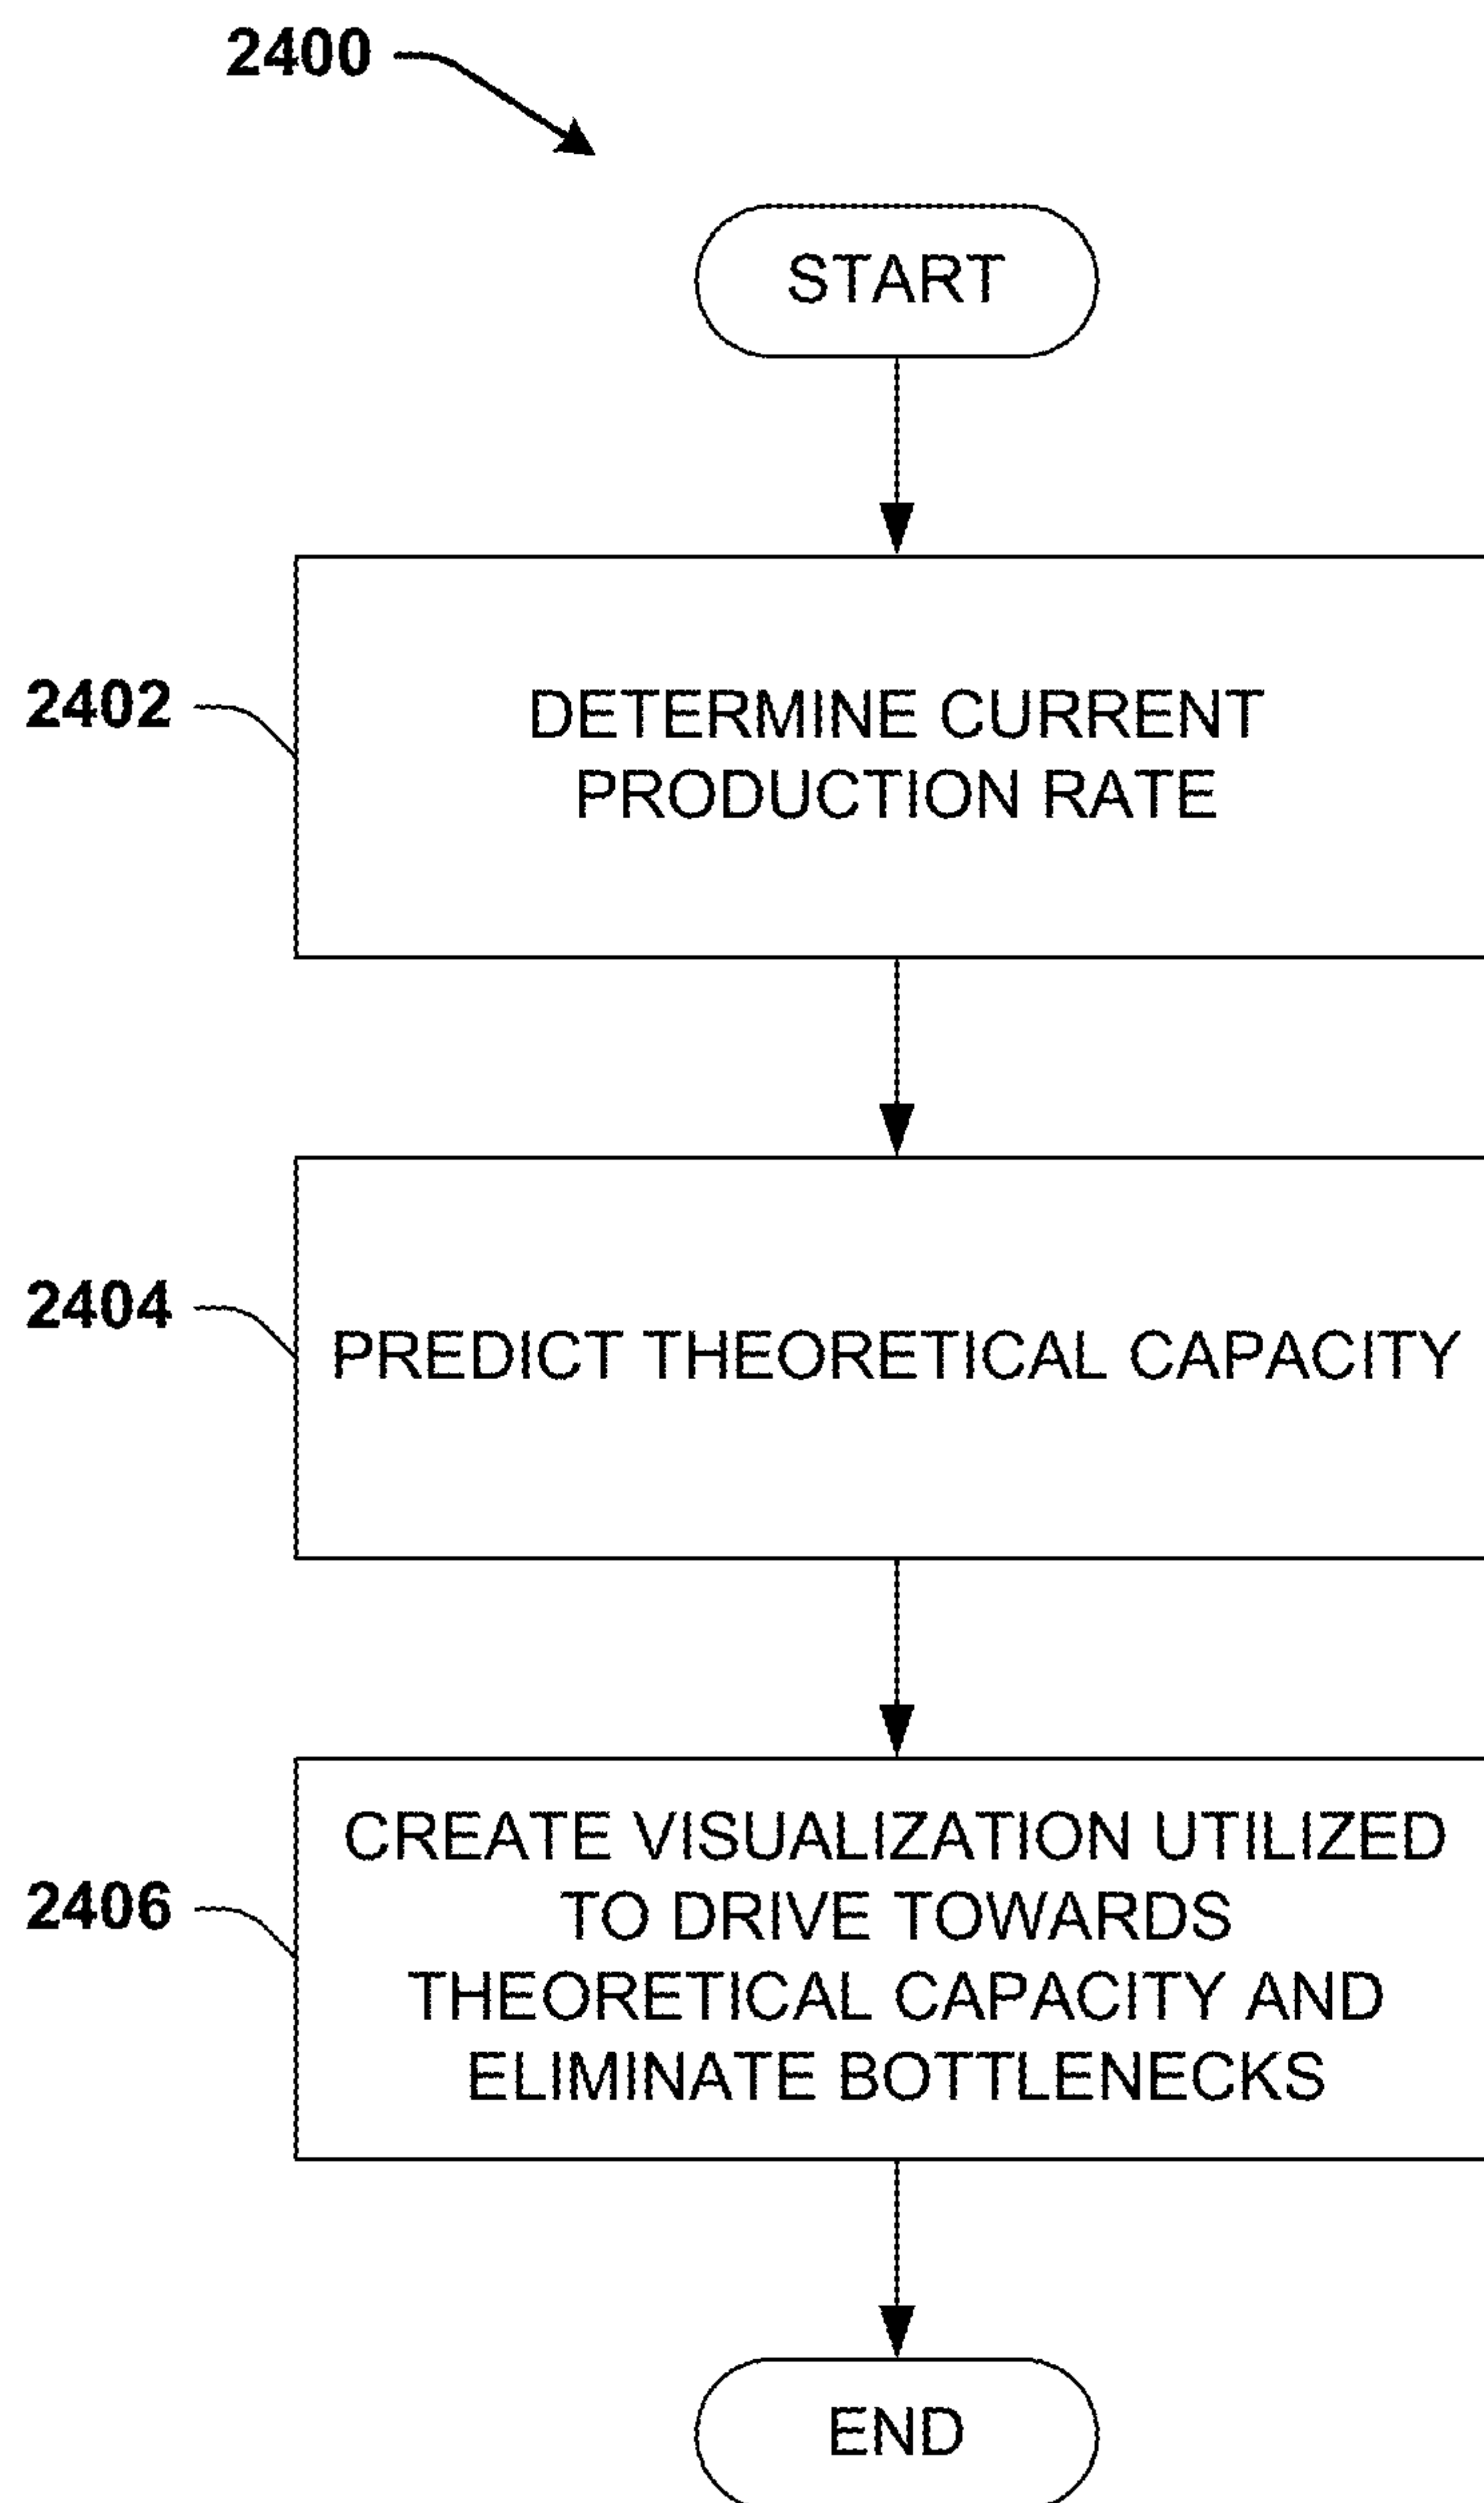 2400
START
2402
DETERMINE CURRENT
PRODUCTION RATE
2404
PREDICT THEORETICAL CAPACITY
2406
CREATE VISUALIZATION UTILIZED
TO DRIVE TOWARDS
THEORETICAL CAPACITY AND
ELIMINATE BOTTLENECKS
END